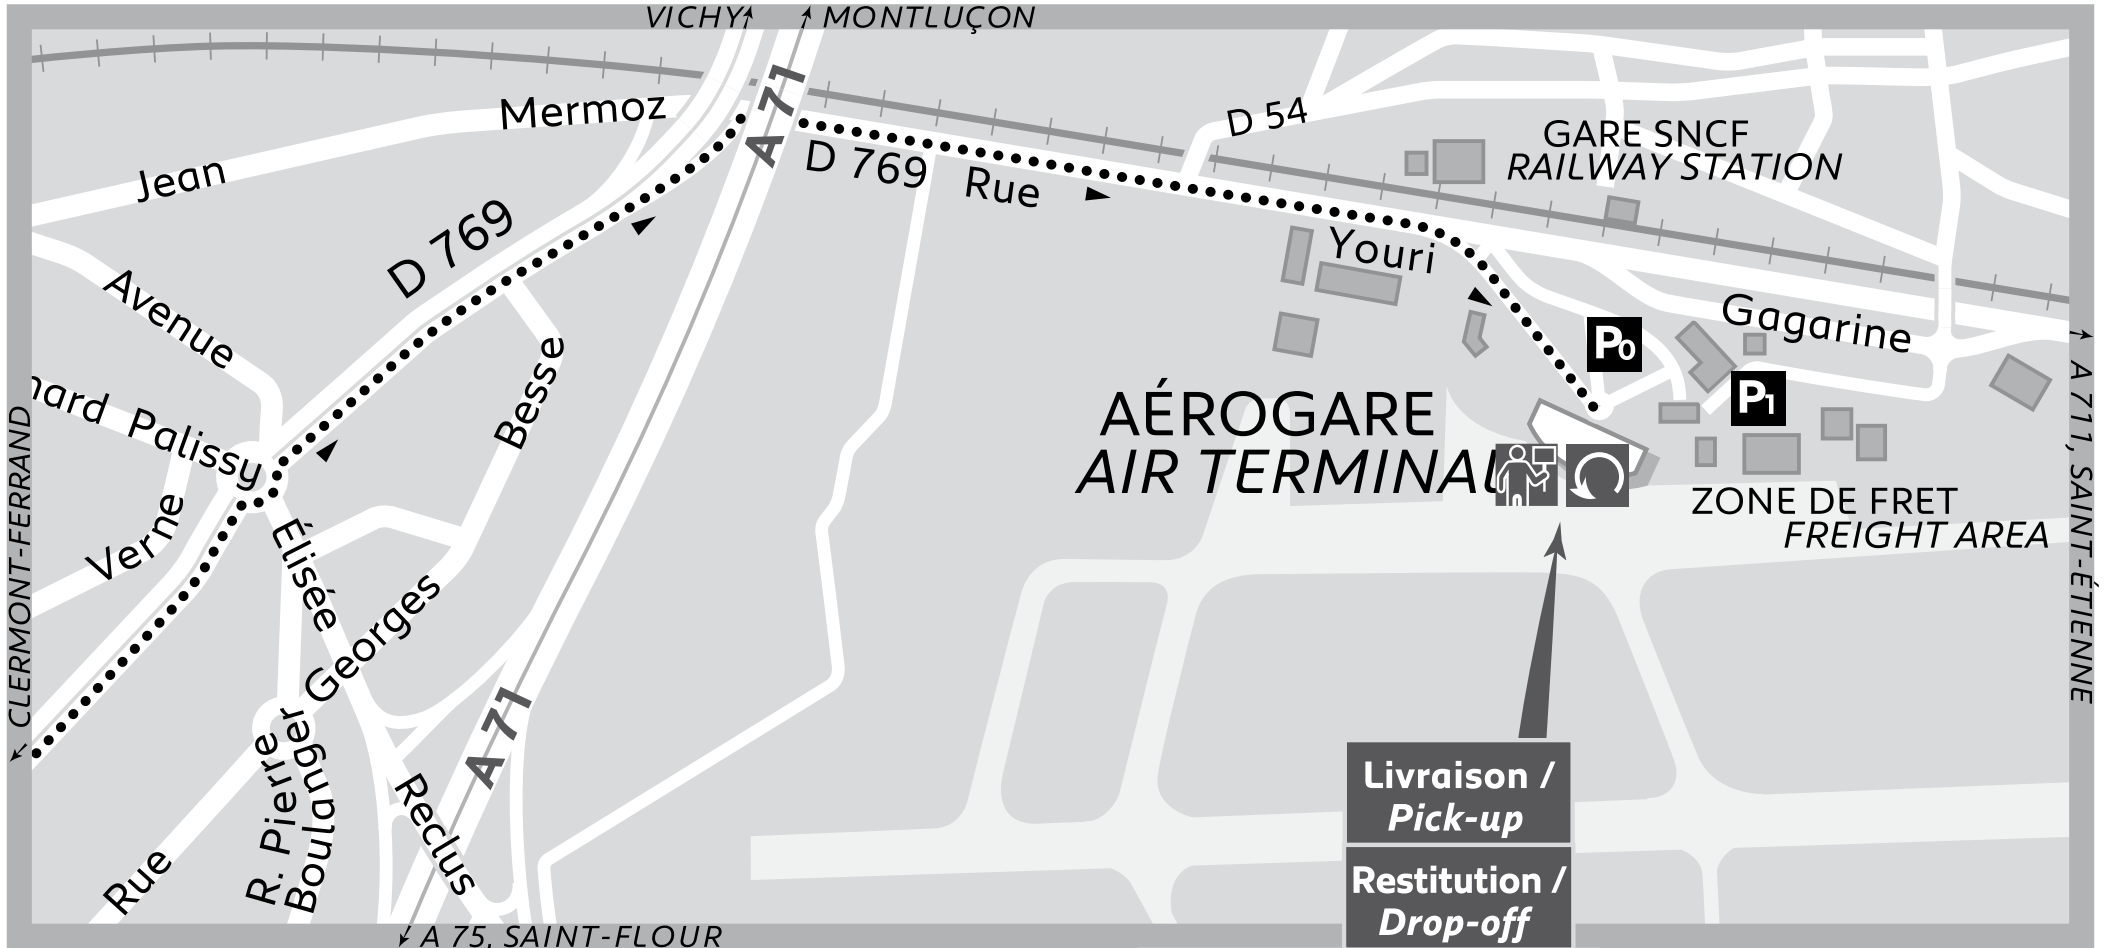 VICHY
MONTLUÇON
A 71
Mermoz
Jean
D 769
D 54
GARE SNCF
RAILWAY STATION
D 769
Rue
Youri
Gagarine
Avenue
P0
P1
Besse
nard Palissy
AÉROGARE
AIR TERMINAL
ZONE DE FRET
FREIGHT AREA
Verne
Élisée
Georges
CLERMONT-FERRAND
A 711, SAINT-ÉTIENNE
A 71
R. Pierre
Boulanger
Reclus
Rue
Livraison /
Pick-up
Restitution /
Drop-off
A 75, SAINT-FLOUR